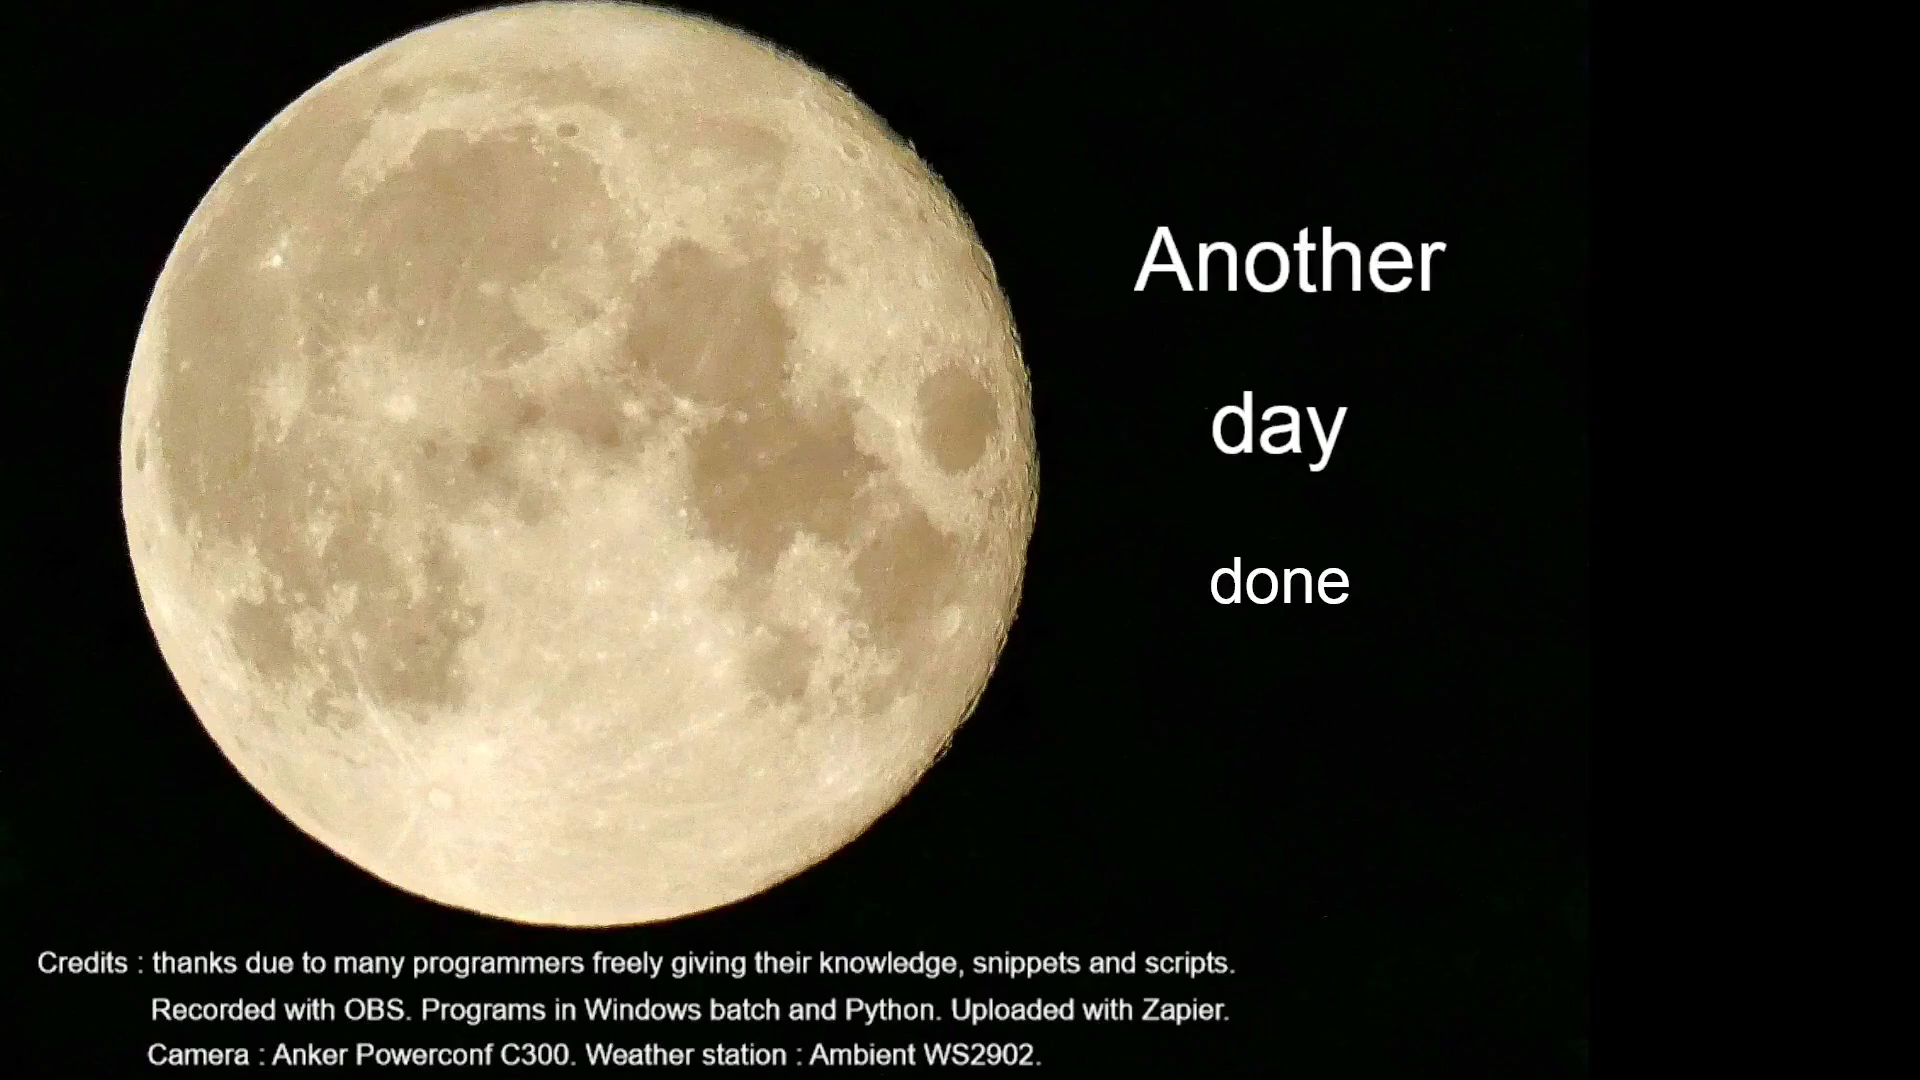 Another
day
done
Credits : thanks due to many programmers freely giving their knowledge, snippets and scripts.
Recorded with OBS. Programs in Windows batch and Python. Uploaded with Zapier.
Camera : Anker Powerconf C300. Weather station : Ambient WS2902.